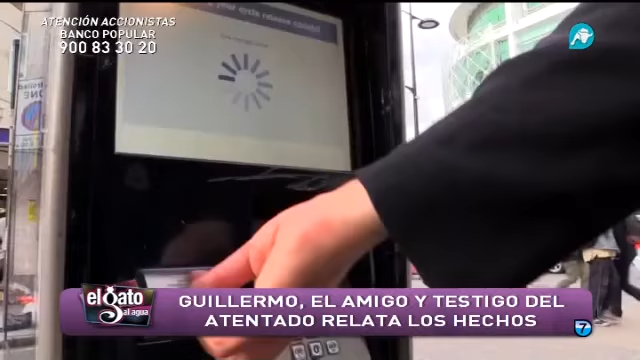 ATENCIÓN ACCIONISTAS
BANCO POPULAR
900 83 30 20
your cycle release
el gato
al agua
GUILLERMO, EL AMIGO Y TESTIGO DEL
ATENTADO RELATA LOS HECHOS
7